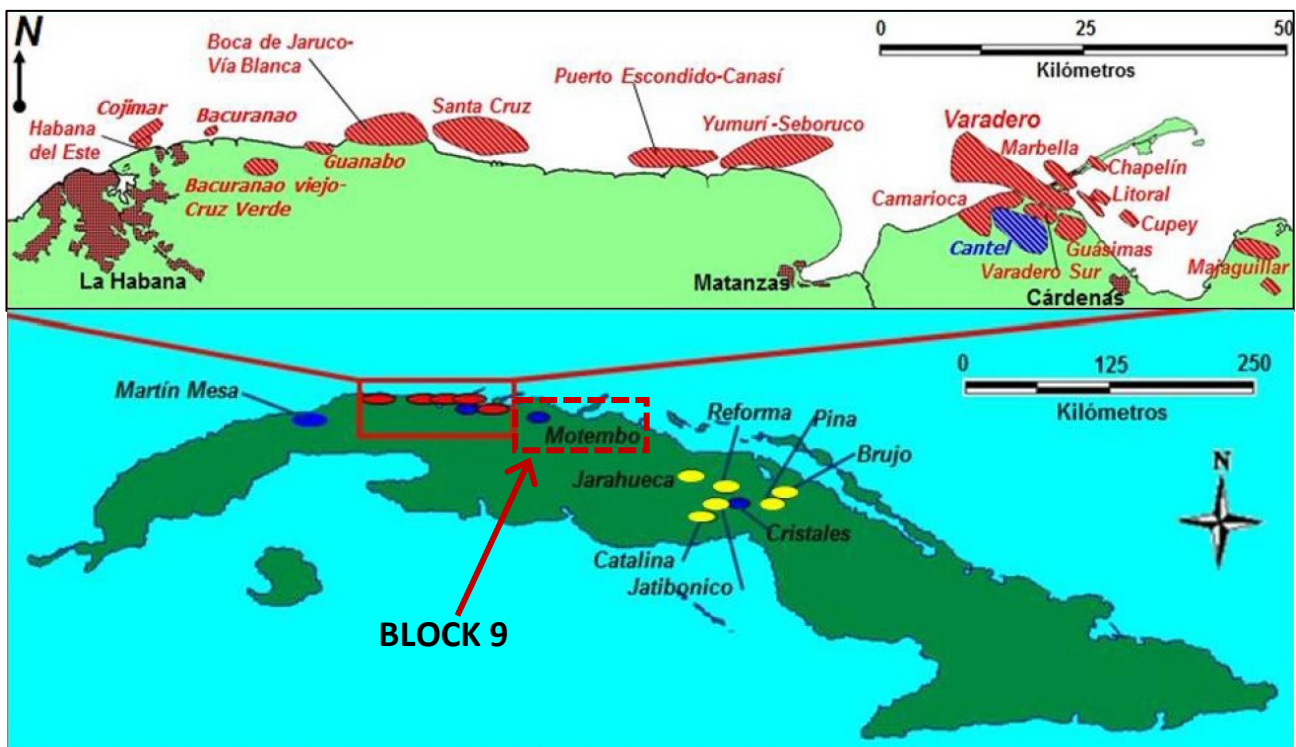 N
Boca de Jaruco-
Vía Blanca
0 25 50
Kilómetros
Puerto Escondido-Canasí
Cojimar
Bacuranao
Santa Cruz
Habana
del Este
Yumurí-Seboruco
Varadero
Marbella
Chapelín
Guanabo
Bacuranao viejo-
Cruz Verde
Camarioca
Litoral
Cupey
Cantel
Guásimas
Varadero Sur
Majaguillar
La Habana
Matanzas
Cárdenas
0 125 250
Kilómetros
Martín Mesa
Reforma
Pina
Motembo
Brujo
Jarahueca
N
Cristales
Catalina
Jatibonico
BLOCK 9